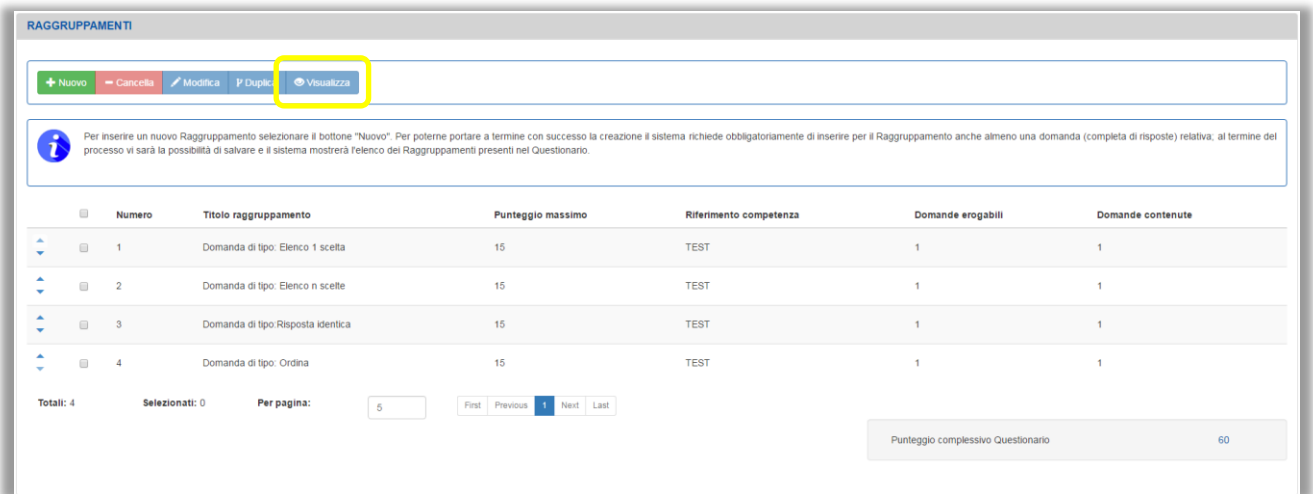 RAGGRUPPAMENTI
Nuovo Cancella Modifica Duplica Visualizza
Per inserire un nuovo Raggruppamento selezionare il bottone "Nuovo". Per poterne portare a termine con successo la creazione il sistema richiede obbligatoriamente di inserire per il Raggruppamento anche almeno una domanda (completa di risposte) relativa; al termine del
processo vi sarà la possibilità di salvare e il sistema mostrerà l'elenco dei Raggruppamenti presenti nel Questionario.
Numero Titolo raggruppamento Punteggio massimo Riferimento competenza Domande erogabili Domande contenute
1 Domanda di tipo: Elenco 1 scelta 15 TEST 1 1
2 Domanda di tipo: Elenco n scelte 15 TEST 1 1
3 Domanda di tipo:Risposta identica 15 TEST 1 1
4 Domanda di tipo: Ordina 15 TEST 1 1
Totali: 4 Selezionati: 0 Per pagina: 5 First Previous 1 Next Last
Punteggio complessivo Questionario 60